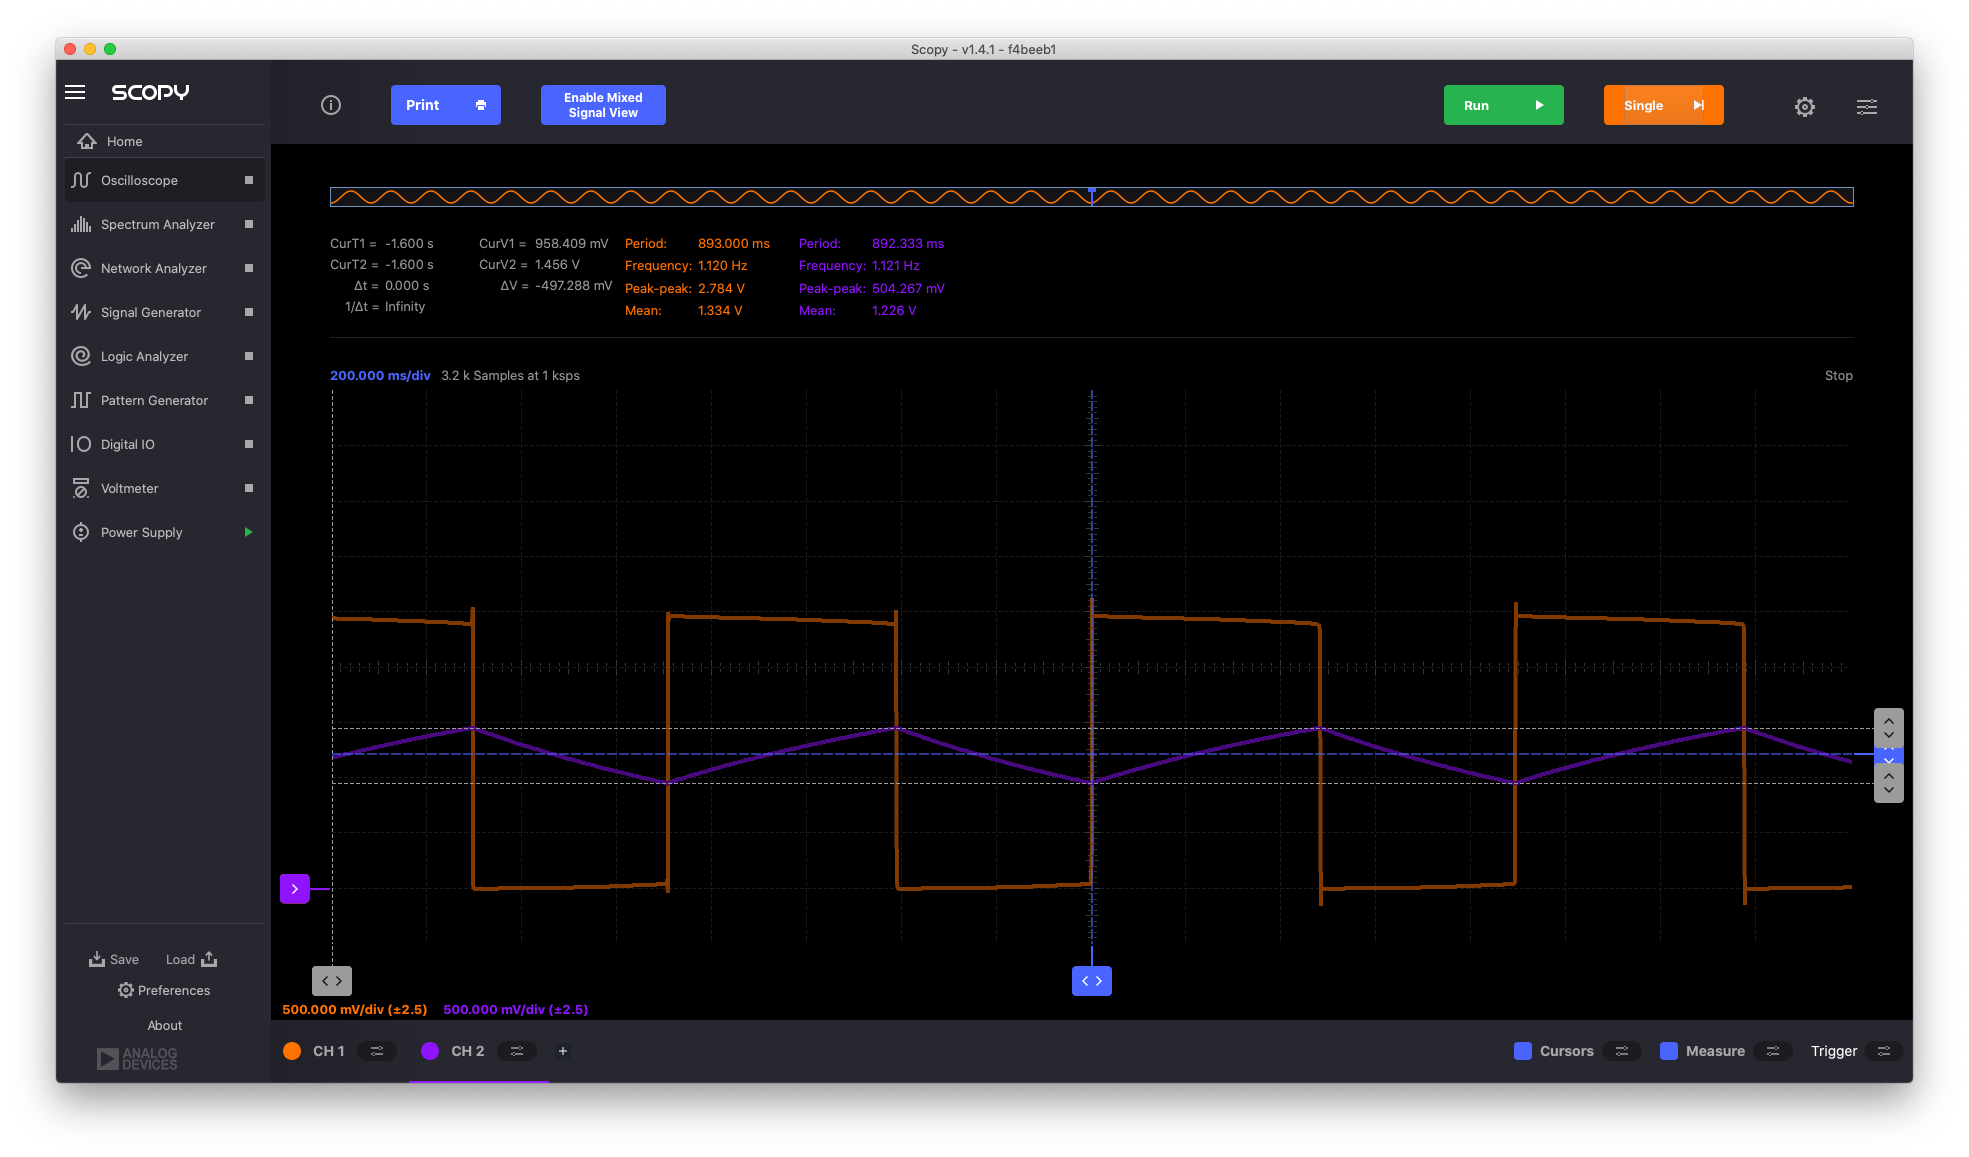 Scopy - v1.4.1 - f4beeb1
SCOPY
Print
Enable Mixed
Signal View
Run
Single
Home
Oscilloscope
Spectrum Analyzer
Network Analyzer
Signal Generator
Logic Analyzer
Pattern Generator
Digital IO
Voltmeter
Power Supply
CurT1 = -1.600 s CurV1 = 958.409 mV Period: 893.000 ms Period: 892.333 ms
CurT2 = -1.600 s CurV2 = 1.456 V Frequency: 1.120 Hz Frequency: 1.121 Hz
Δt = 0.000 s ΔV = -497.288 mV Peak-peak: 2.784 V Peak-peak: 504.267 mV
1/Δt = Infinity Mean: 1.334 V Mean: 1.226 V
200.000 ms/div 3.2 k Samples at 1 ksps Stop
Save Load
Preferences
About
ANALOG
DEVICES
500.000 mV/div (±2.5) 500.000 mV/div (±2.5)
CH 1 CH 2 + Cursors Measure Trigger